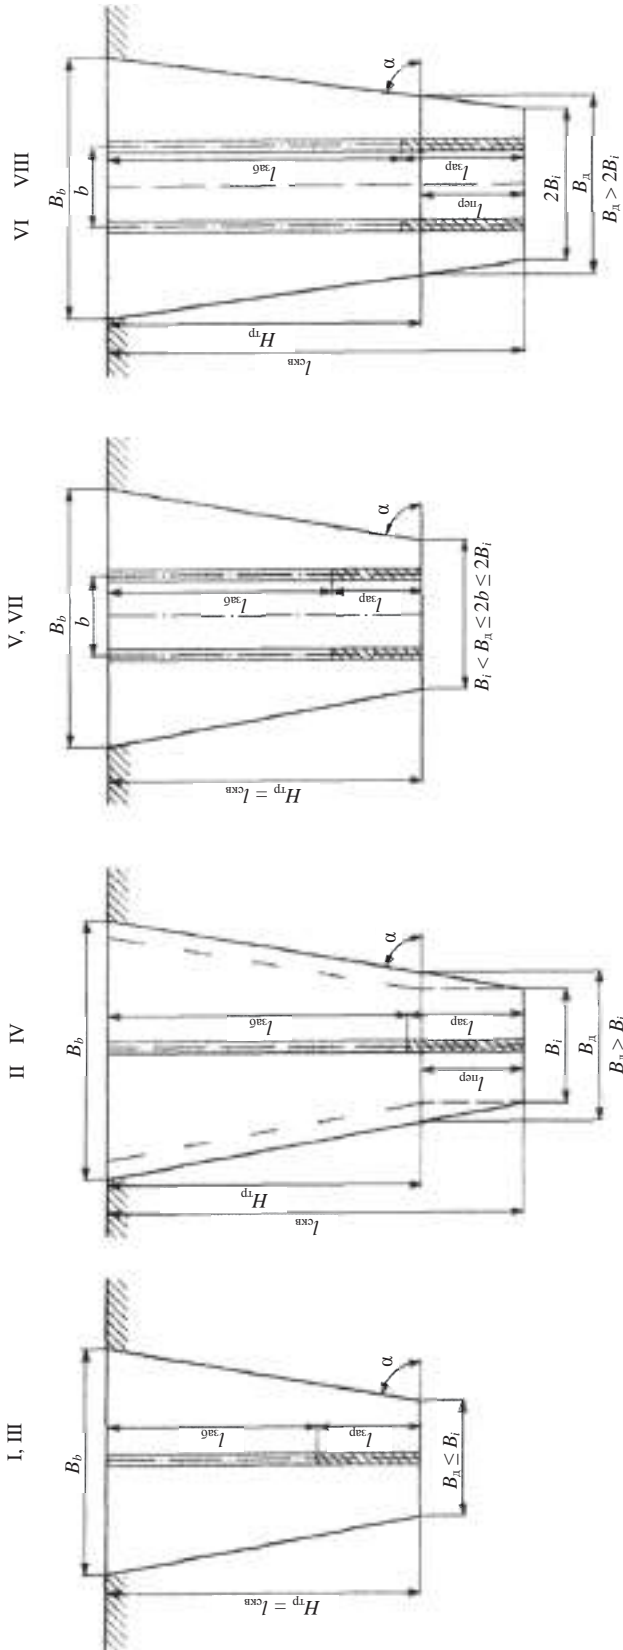 I, III
B_b
l_заб
l_зар
H_тр = l_скв
α
B_д ≤ B_i
II IV
B_b
l_заб
l_зар
l_пер
H_тр
l_скв
α
B_i
B_д
B_д > B_i
V, VII
B_b
b
l_заб
l_зар
H_тр = l_скв
α
B_i < B_д ≤ 2b ≤ 2B_i
VI VIII
B_b
b
l_заб
l_зар
l_пер
H_тр
l_скв
α
2B_i
B_д
B_д > 2B_i